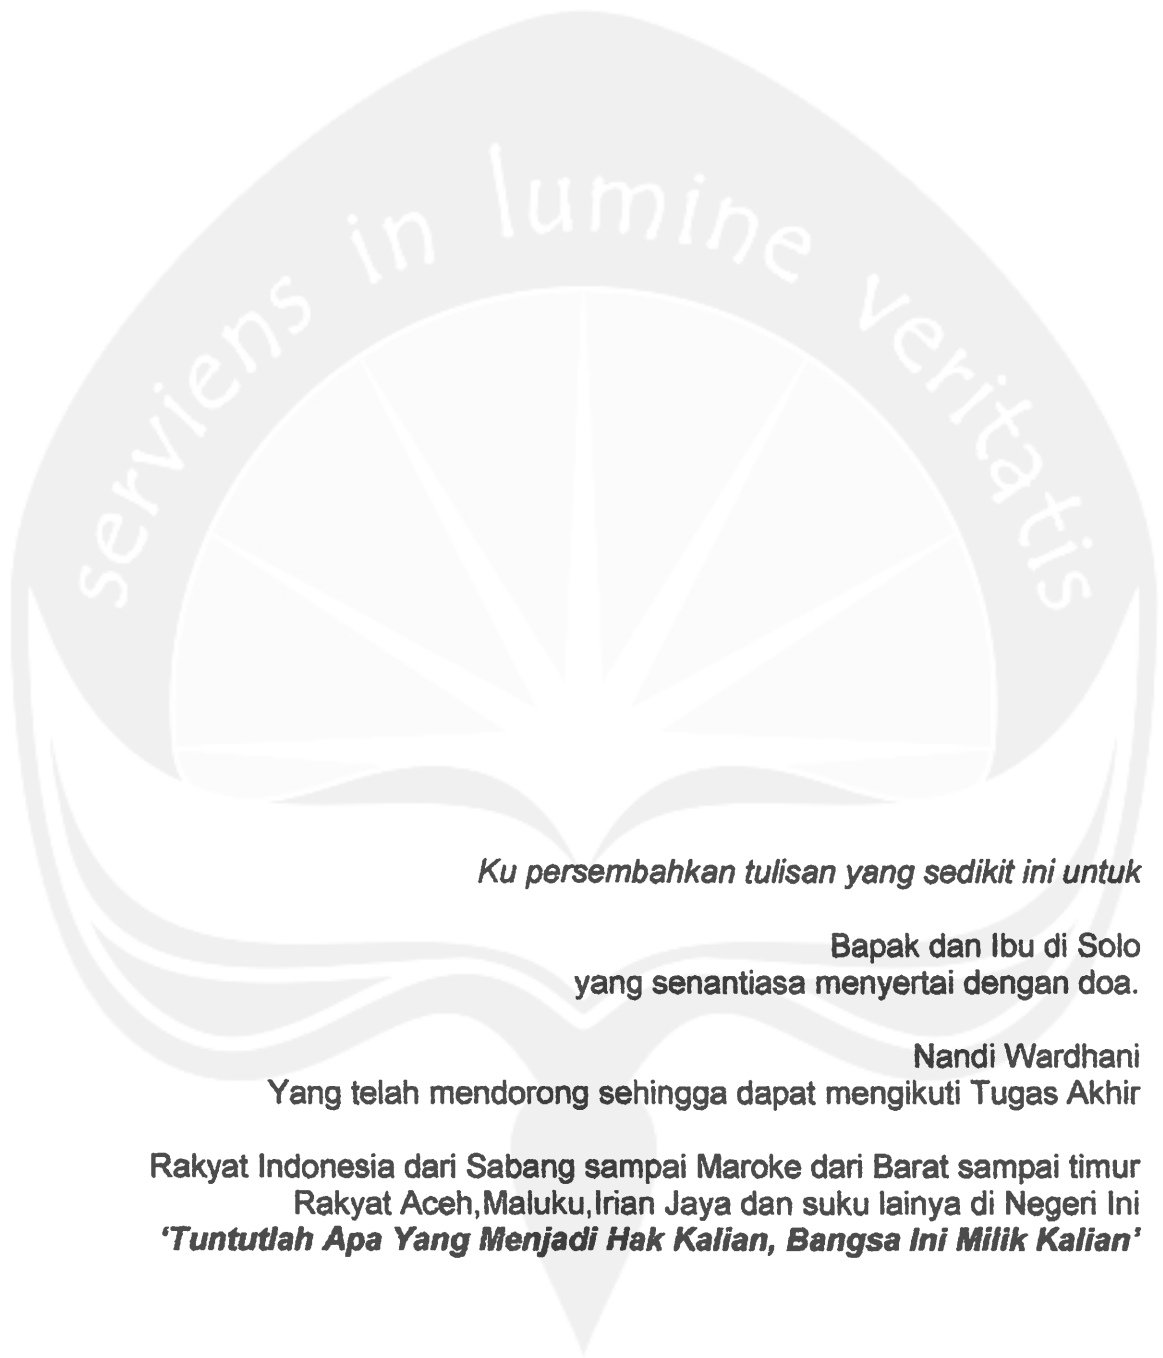 serviens in lumine veritatis
Ku persembahkan tulisan yang sedikit ini untuk
Bapak dan Ibu di Solo
yang senantiasa menyertai dengan doa.
Nandi Wardhani
Yang telah mendorong sehingga dapat mengikuti Tugas Akhir
Rakyat Indonesia dari Sabang sampai Maroke dari Barat sampai timur
Rakyat Aceh,Maluku,Irian Jaya dan suku lainya di Negeri Ini
‘Tuntutlah Apa Yang Menjadi Hak Kalian, Bangsa Ini Milik Kalian’